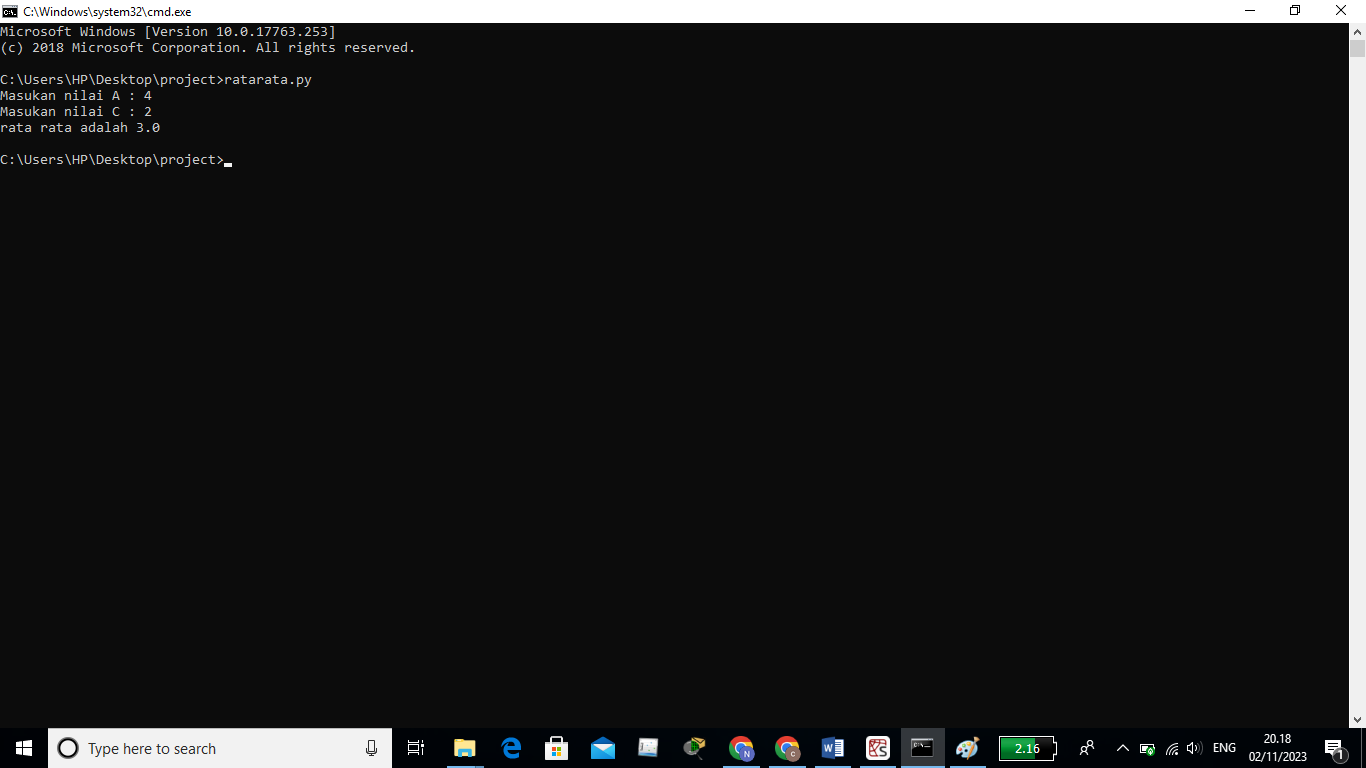 C:\Windows\system32\cmd.exe
Microsoft Windows [Version 10.0.17763.253]
(c) 2018 Microsoft Corporation. All rights reserved.
C:\Users\HP\Desktop\project>ratarata.py
Masukan nilai A : 4
Masukan nilai C : 2
rata rata adalah 3.0
C:\Users\HP\Desktop\project>
Type here to search
2.16
ENG
20.18
02/11/2023
1